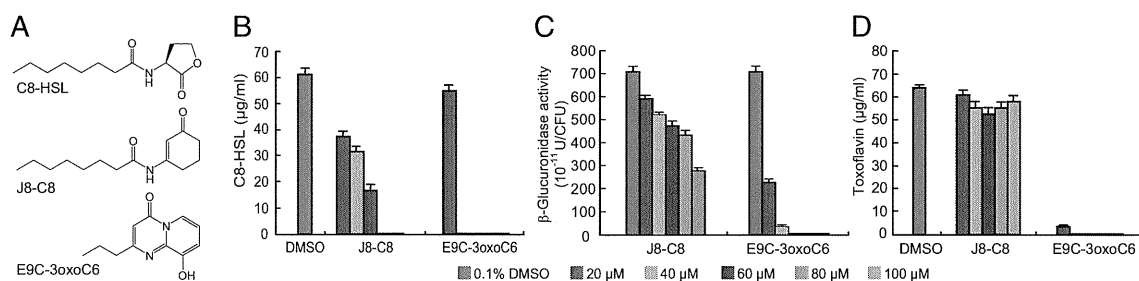 A
C8-HSL
J8-C8
E9C-3oxoC6
O
N
H
O
O
O
N
H
O
O
N
N
OH
B
C8-HSL (µg/ml)
70
60
50
40
30
20
10
0
DMSO
J8-C8
E9C-3oxoC6
C
β-Glucuronidase activity
(10⁻¹¹ U/CFU)
800
700
600
500
400
300
200
100
0
J8-C8
E9C-3oxoC6
D
Toxoflavin (µg/ml)
80
70
60
50
40
30
20
10
0
DMSO
J8-C8
E9C-3oxoC6
0.1% DMSO
20 µM
40 µM
60 µM
80 µM
100 µM